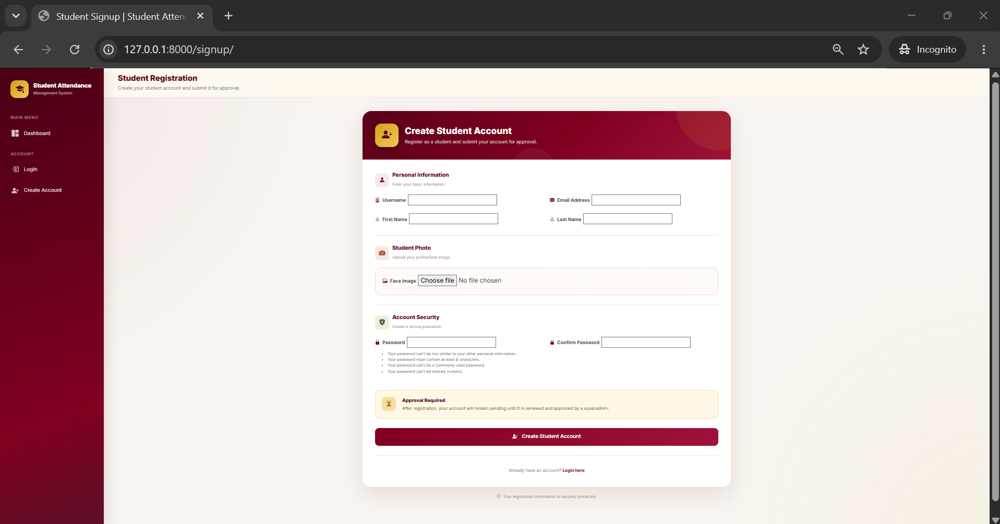 Student Signup | Student Atten
127.0.0.1:8000/signup/
Incognito
Student Attendance
Management System
MAIN MENU
Dashboard
ACCOUNT
Login
Create Account
Student Registration
Create your student account and submit it for approval.
Create Student Account
Register as a student and submit your account for approval.
Personal Information
Enter your basic information.
Username
Email Address
First Name
Last Name
Student Photo
Upload your profile/face image.
Face Image Choose file No file chosen
Account Security
Create a secure password.
Password
Confirm Password
• Your password can't be too similar to your other personal information.
• Your password must contain at least 8 characters.
• Your password can't be a commonly used password.
• Your password can't be entirely numeric.
Approval Required
After registration, your account will remain pending until it is reviewed and approved by a superadmin.
Create Student Account
Already have an account? Login here
Your registration information is securely protected.